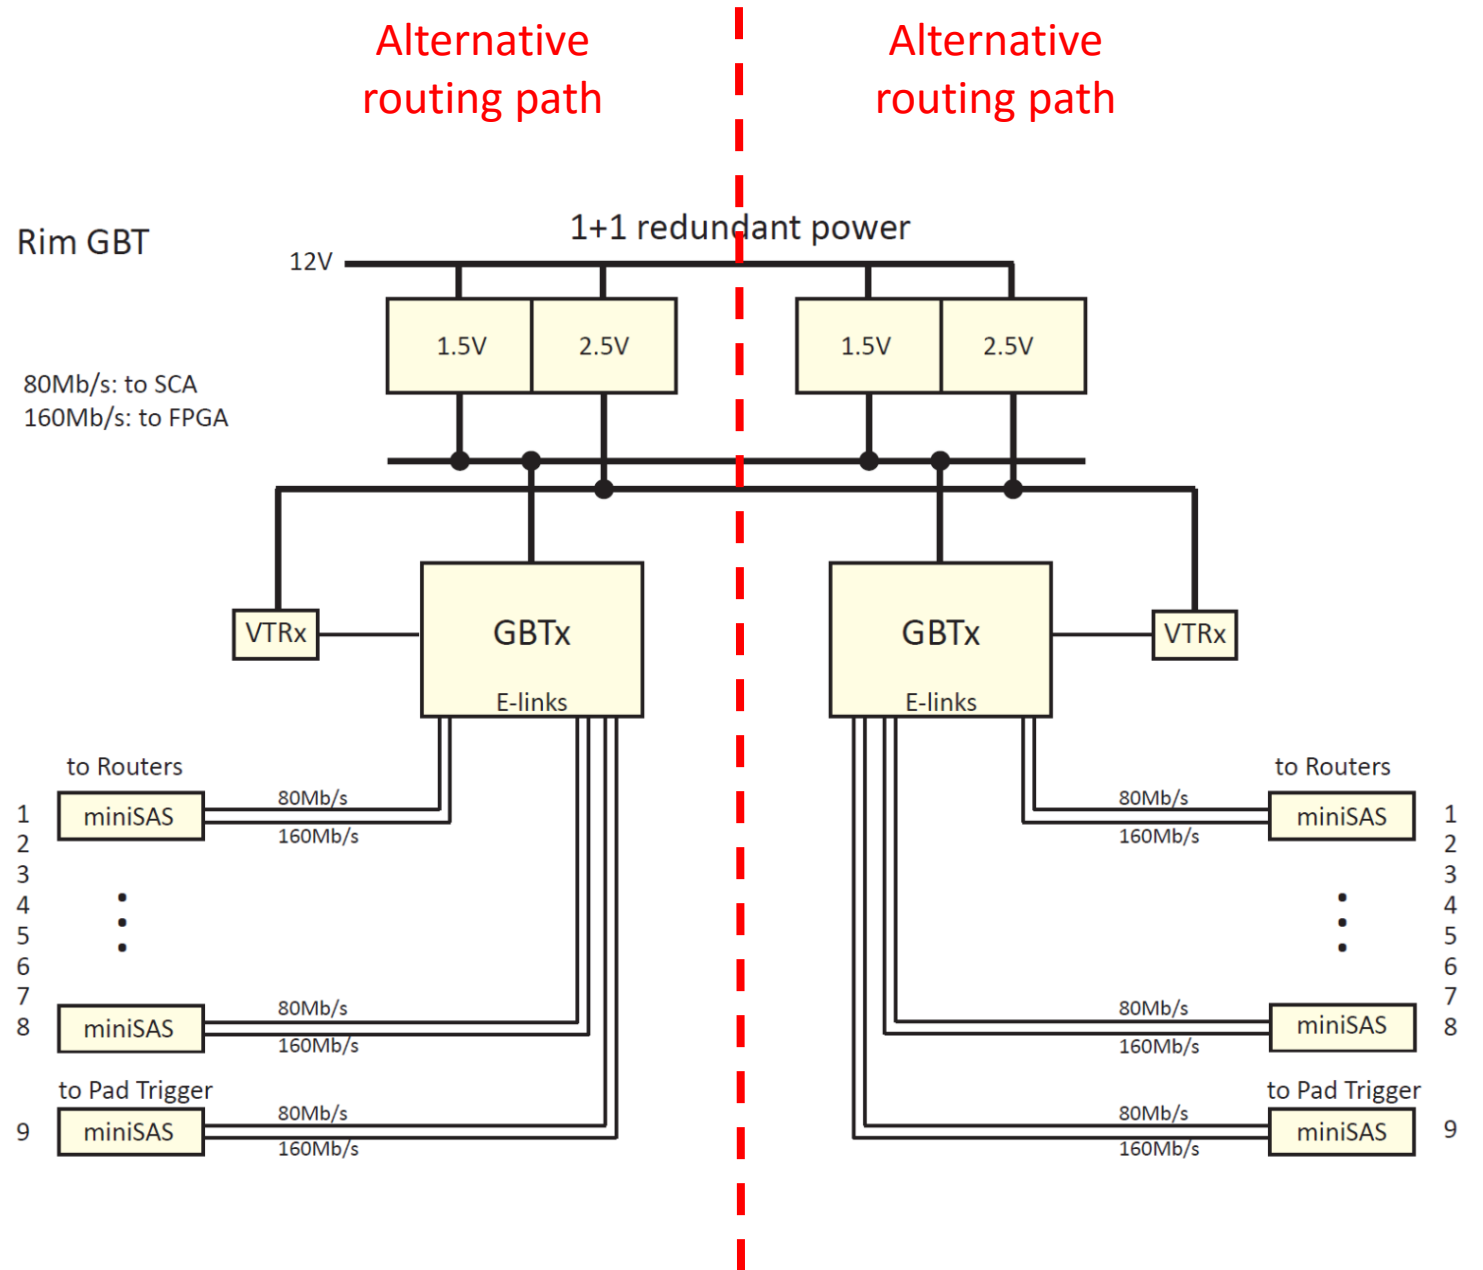 Alternative
routing path
Alternative
routing path
Rim GBT
1+1 redundant power
12V
1.5V
2.5V
1.5V
2.5V
80Mb/s: to SCA
160Mb/s: to FPGA
VTRx
GBTx
E-links
GBTx
E-links
VTRx
to Routers
1
miniSAS
80Mb/s
160Mb/s
2
3
4
5
6
7
8
miniSAS
80Mb/s
160Mb/s
to Pad Trigger
9
miniSAS
80Mb/s
160Mb/s
to Routers
80Mb/s
160Mb/s
miniSAS
1
2
3
4
5
6
7
80Mb/s
160Mb/s
miniSAS
8
to Pad Trigger
80Mb/s
160Mb/s
miniSAS
9